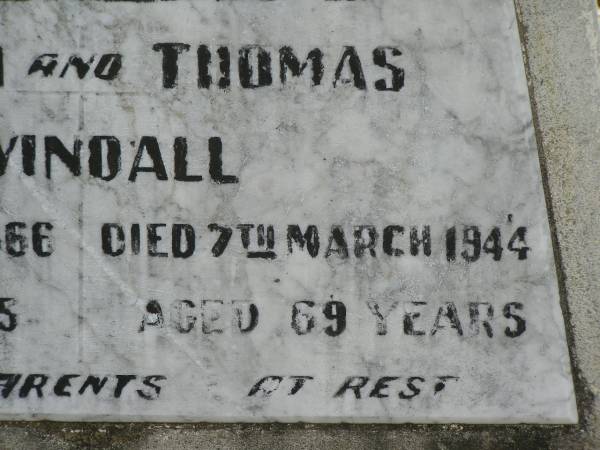 AND THOMAS
VINDALL
66 DIED 7TH MARCH 1944
5 AGED 69 YEARS
ARENTS AT REST